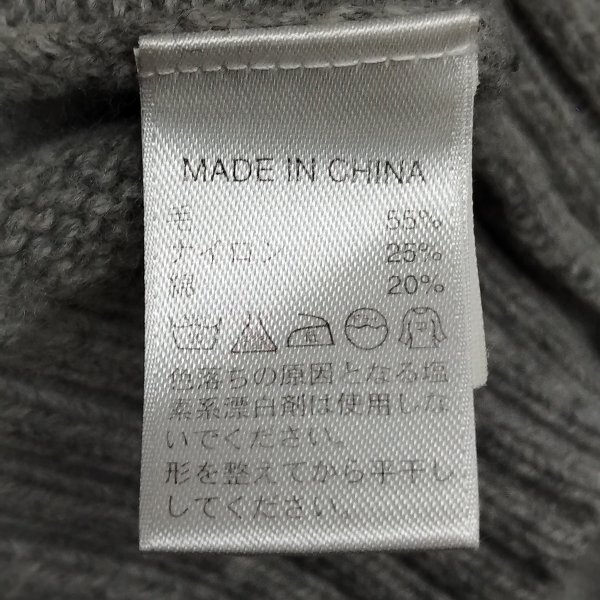 MADE IN CHINA
毛 55%
ナイロン 25%
綿 20%
色落ちの原因となる塩
素系漂白剤は使用しな
いでください。
形を整えてから平干し
してください。